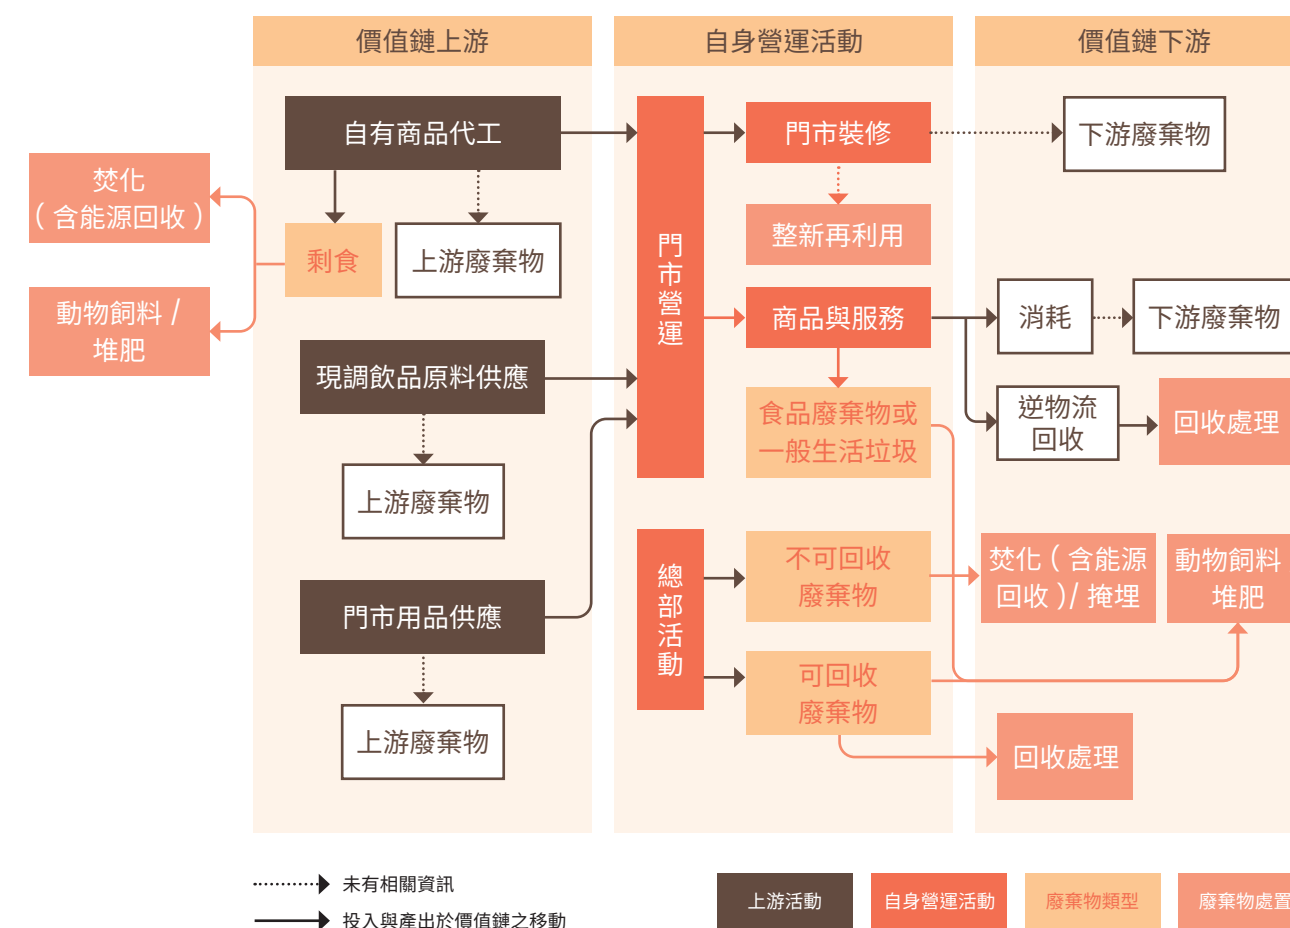 價值鏈上游
自身營運活動
價值鏈下游
自有商品代工
焚化
(含能源回收)
剩食
上游廢棄物
動物飼料 /
堆肥
現調飲品原料供應
上游廢棄物
門市用品供應
上游廢棄物
門市營運
門市裝修
整新再利用
商品與服務
食品廢棄物或
一般生活垃圾
總部活動
不可回收
廢棄物
可回收
廢棄物
下游廢棄物
消耗
下游廢棄物
逆物流
回收
回收處理
焚化(含能源
回收)/ 掩埋
動物飼料
堆肥
回收處理
未有相關資訊
投入與產出於價值鏈之移動
上游活動
自身營運活動
廢棄物類型
廢棄物處置